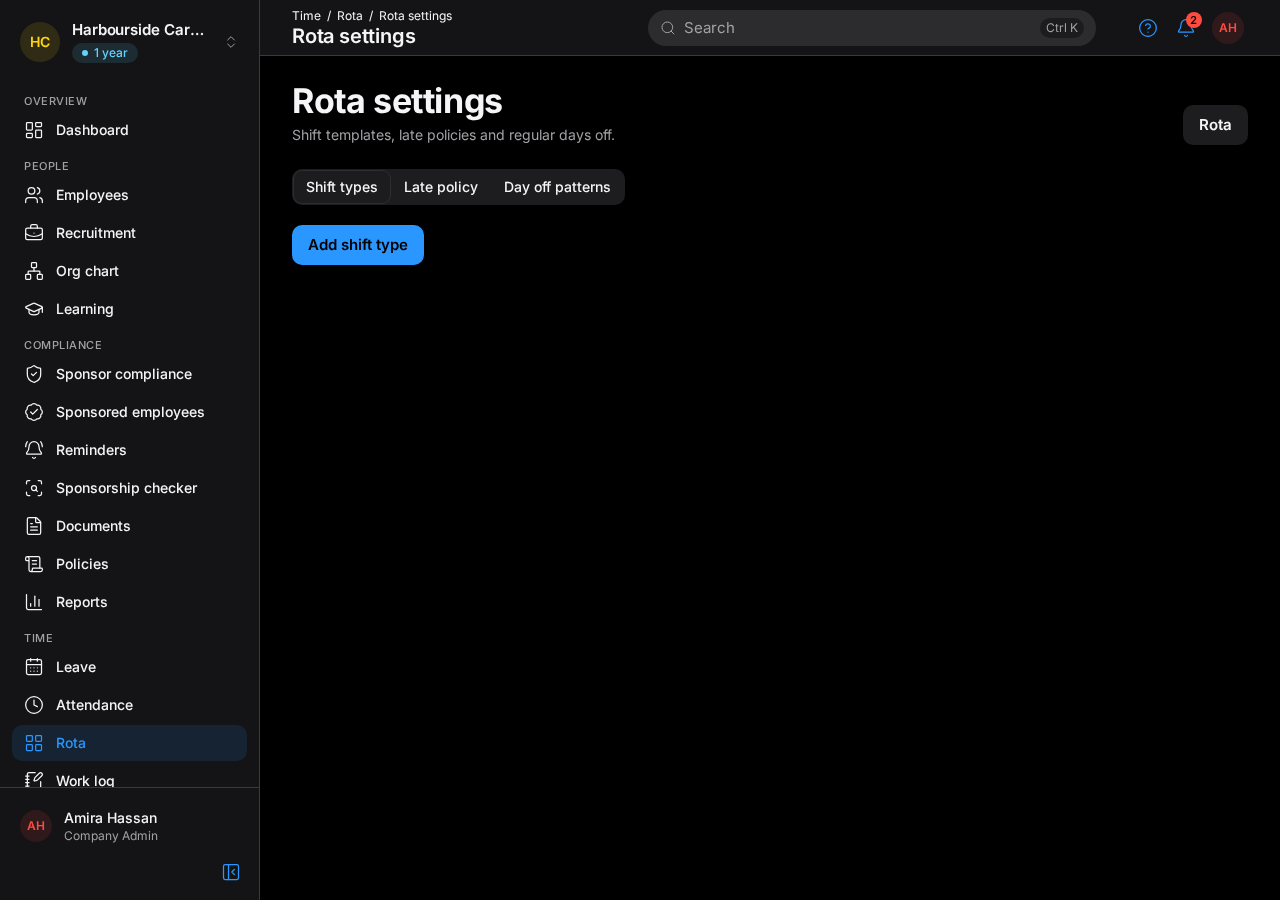 HC
Harbourside Car...
1 year
OVERVIEW
Dashboard
PEOPLE
Employees
Recruitment
Org chart
Learning
COMPLIANCE
Sponsor compliance
Sponsored employees
Reminders
Sponsorship checker
Documents
Policies
Reports
TIME
Leave
Attendance
Rota
Work log
AH
Amira Hassan
Company Admin
Time / Rota / Rota settings
Rota settings
Search
Ctrl K
2
AH
Rota settings
Shift templates, late policies and regular days off.
Rota
Shift types
Late policy
Day off patterns
Add shift type